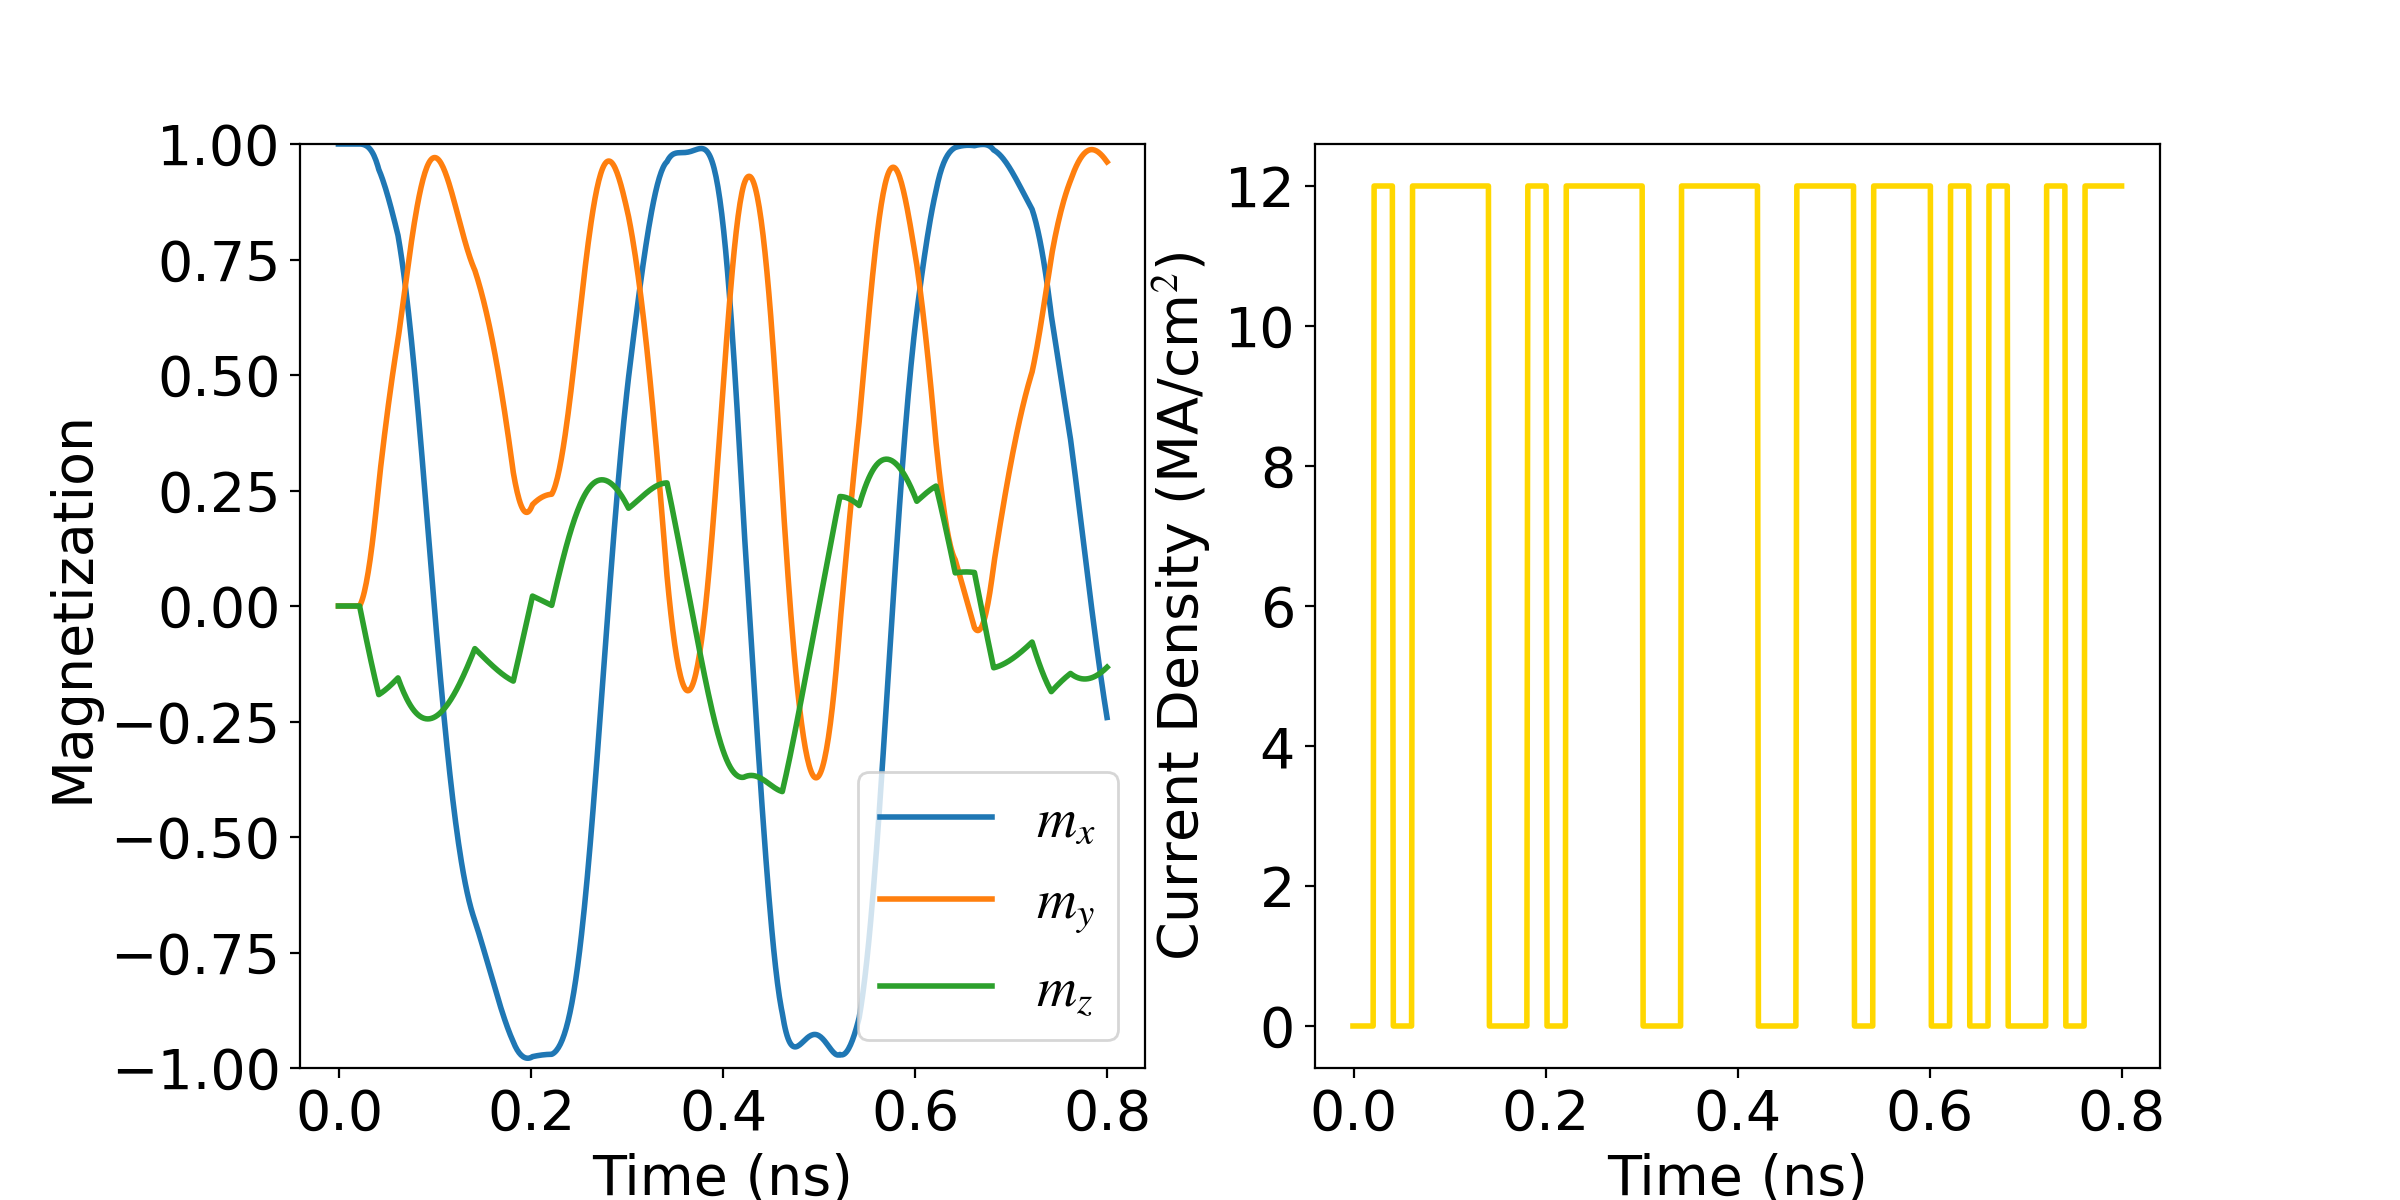 1.00
0.75
0.50
0.25
0.00
−0.25
−0.50
−0.75
−1.00
Magnetization
0.0 0.2 0.4 0.6 0.8
Time (ns)
m_x
m_y
m_z
12
10
8
6
4
2
0
Current Density (MA/cm²)
0.0 0.2 0.4 0.6 0.8
Time (ns)